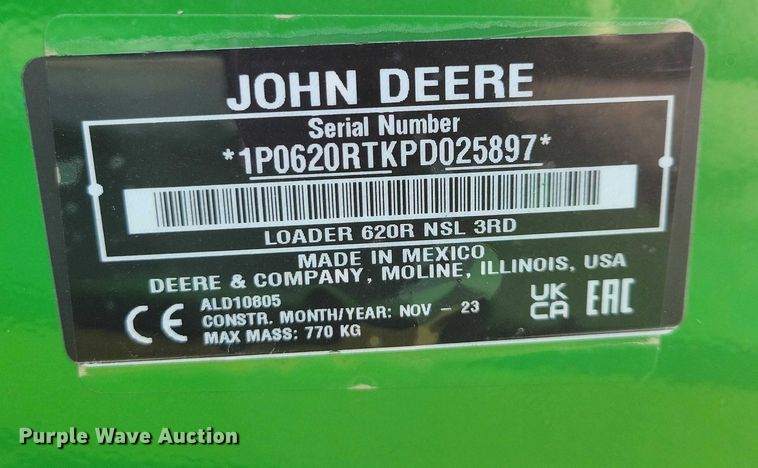 JOHN DEERE
Serial Number
*1P0620RTKPD025897*
LOADER 620R NSL 3RD
MADE IN MEXICO
DEERE & COMPANY, MOLINE, ILLINOIS, USA
ALD10805
CONSTR. MONTH/YEAR: NOV - 23
MAX MASS: 770 KG
CE
UK
CA
EAC
Purple Wave Auction